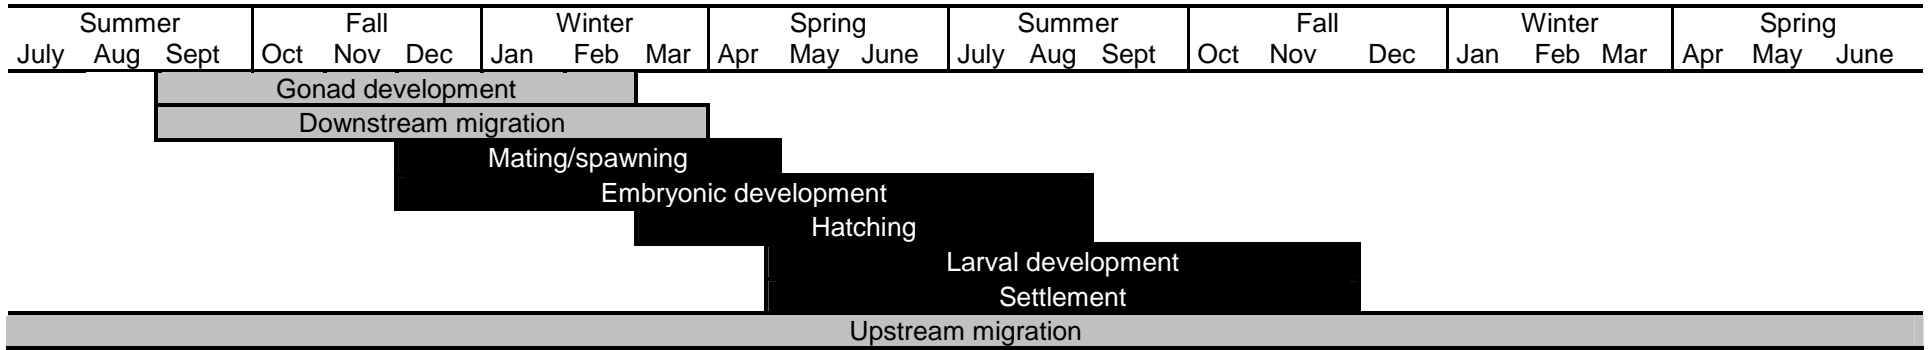 Summer Fall Winter Spring Summer Fall Winter Spring
July Aug Sept Oct Nov Dec Jan Feb Mar Apr May June July Aug Sept Oct Nov Dec Jan Feb Mar Apr May June
Gonad development
Downstream migration
Mating/spawning
Embryonic development
Hatching
Larval development
Settlement
Upstream migration